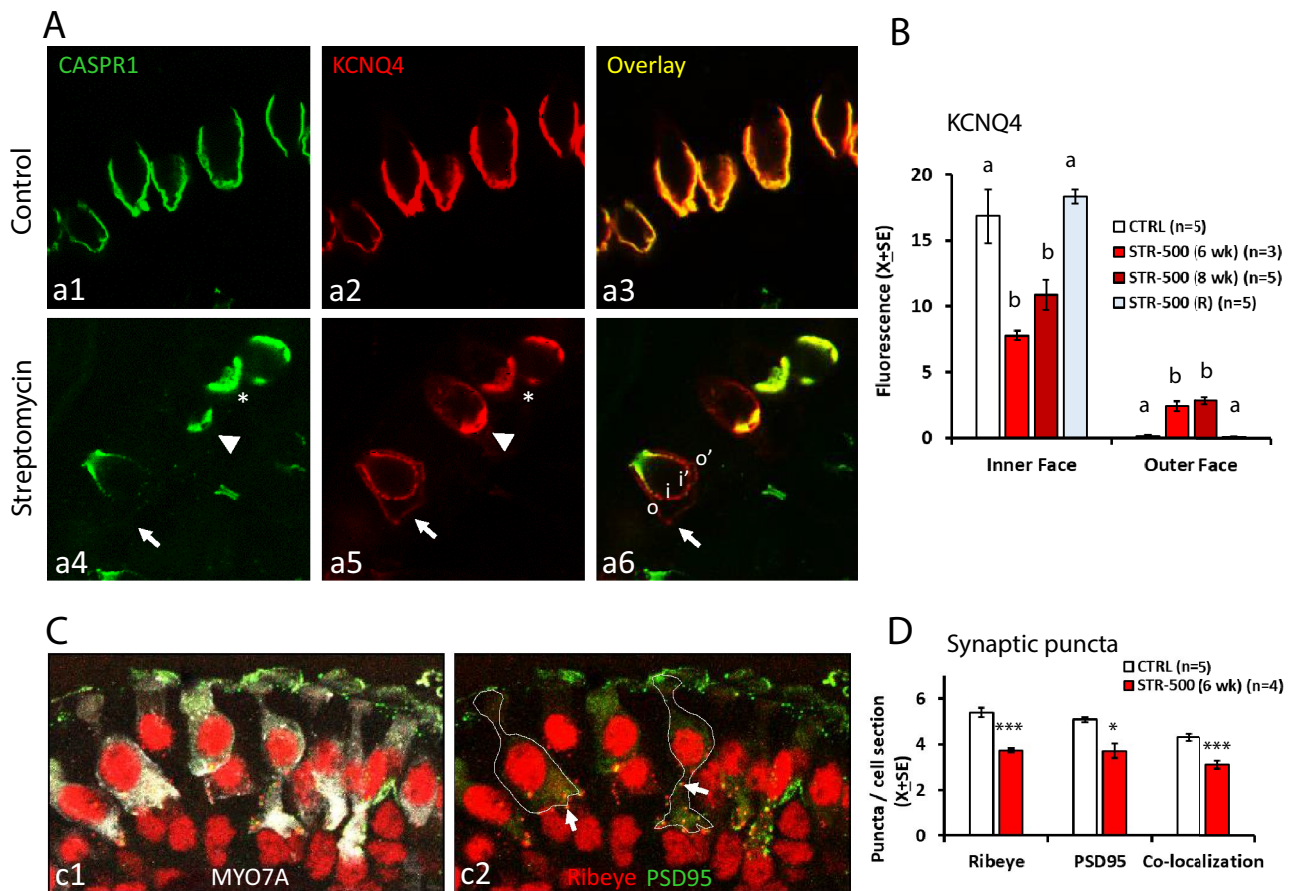 A
CASPR1
KCNQ4
Overlay
Control
a1
a2
a3
Streptomycin
*
*
o'
i'
i
o
a4
a5
a6
B
KCNQ4
Fluorescence (X±SE)
20
15
10
5
0
a
b
b
a
a
b
b
a
CTRL (n=5)
STR-500 (6 wk) (n=3)
STR-500 (8 wk) (n=5)
STR-500 (R) (n=5)
Inner Face
Outer Face
C
c1
MYO7A
c2
Ribeye PSD95
D
Synaptic puncta
CTRL (n=5)
STR-500 (6 wk) (n=4)
Puncta / cell section
(X±SE)
6
4
2
0
***
*
***
Ribeye
PSD95
Co-localization